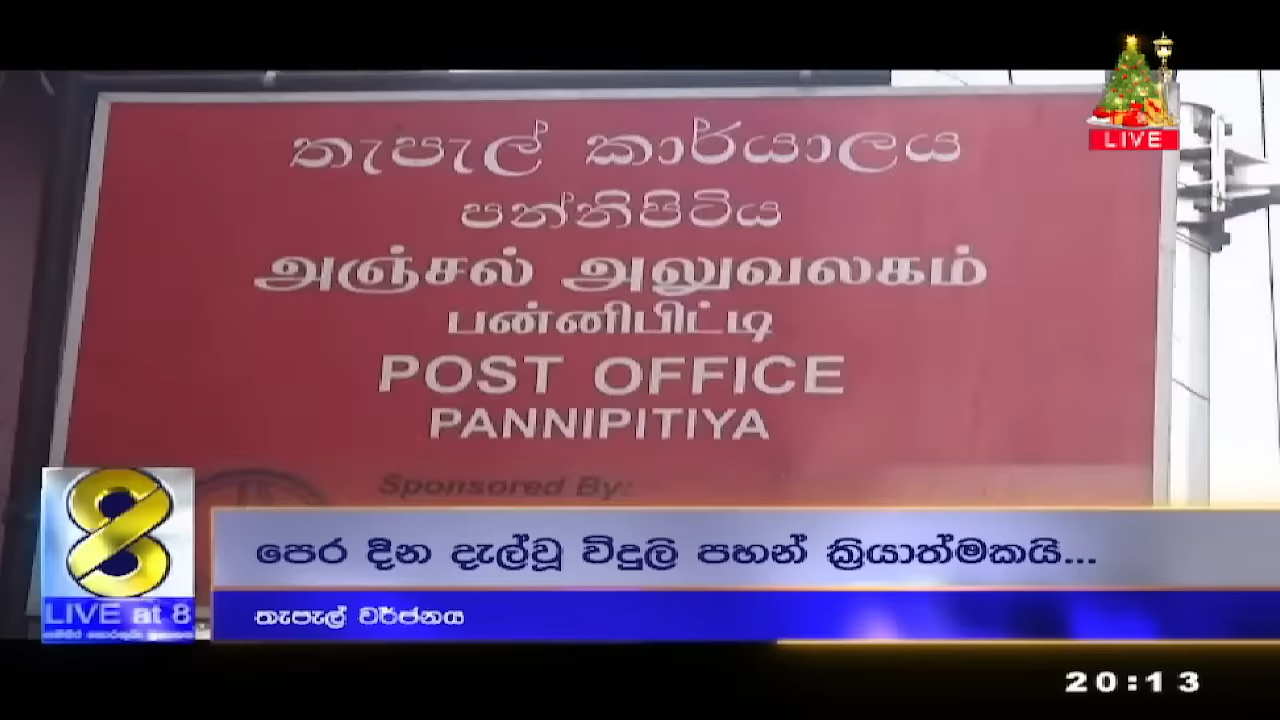 LIVE
තැපැල් කාර්යාලය
පන්නිපිටිය
அஞ்சல் அலுவலகம்
பன்னிபிட்டி
POST OFFICE
PANNIPITIYA
Sponsored By:
8
LIVE at 8
පෙර දින දැල්වූ විදුලි පහන් ක්‍රියාත්මකයි...
තැපැල් වර්ජනය
20:13